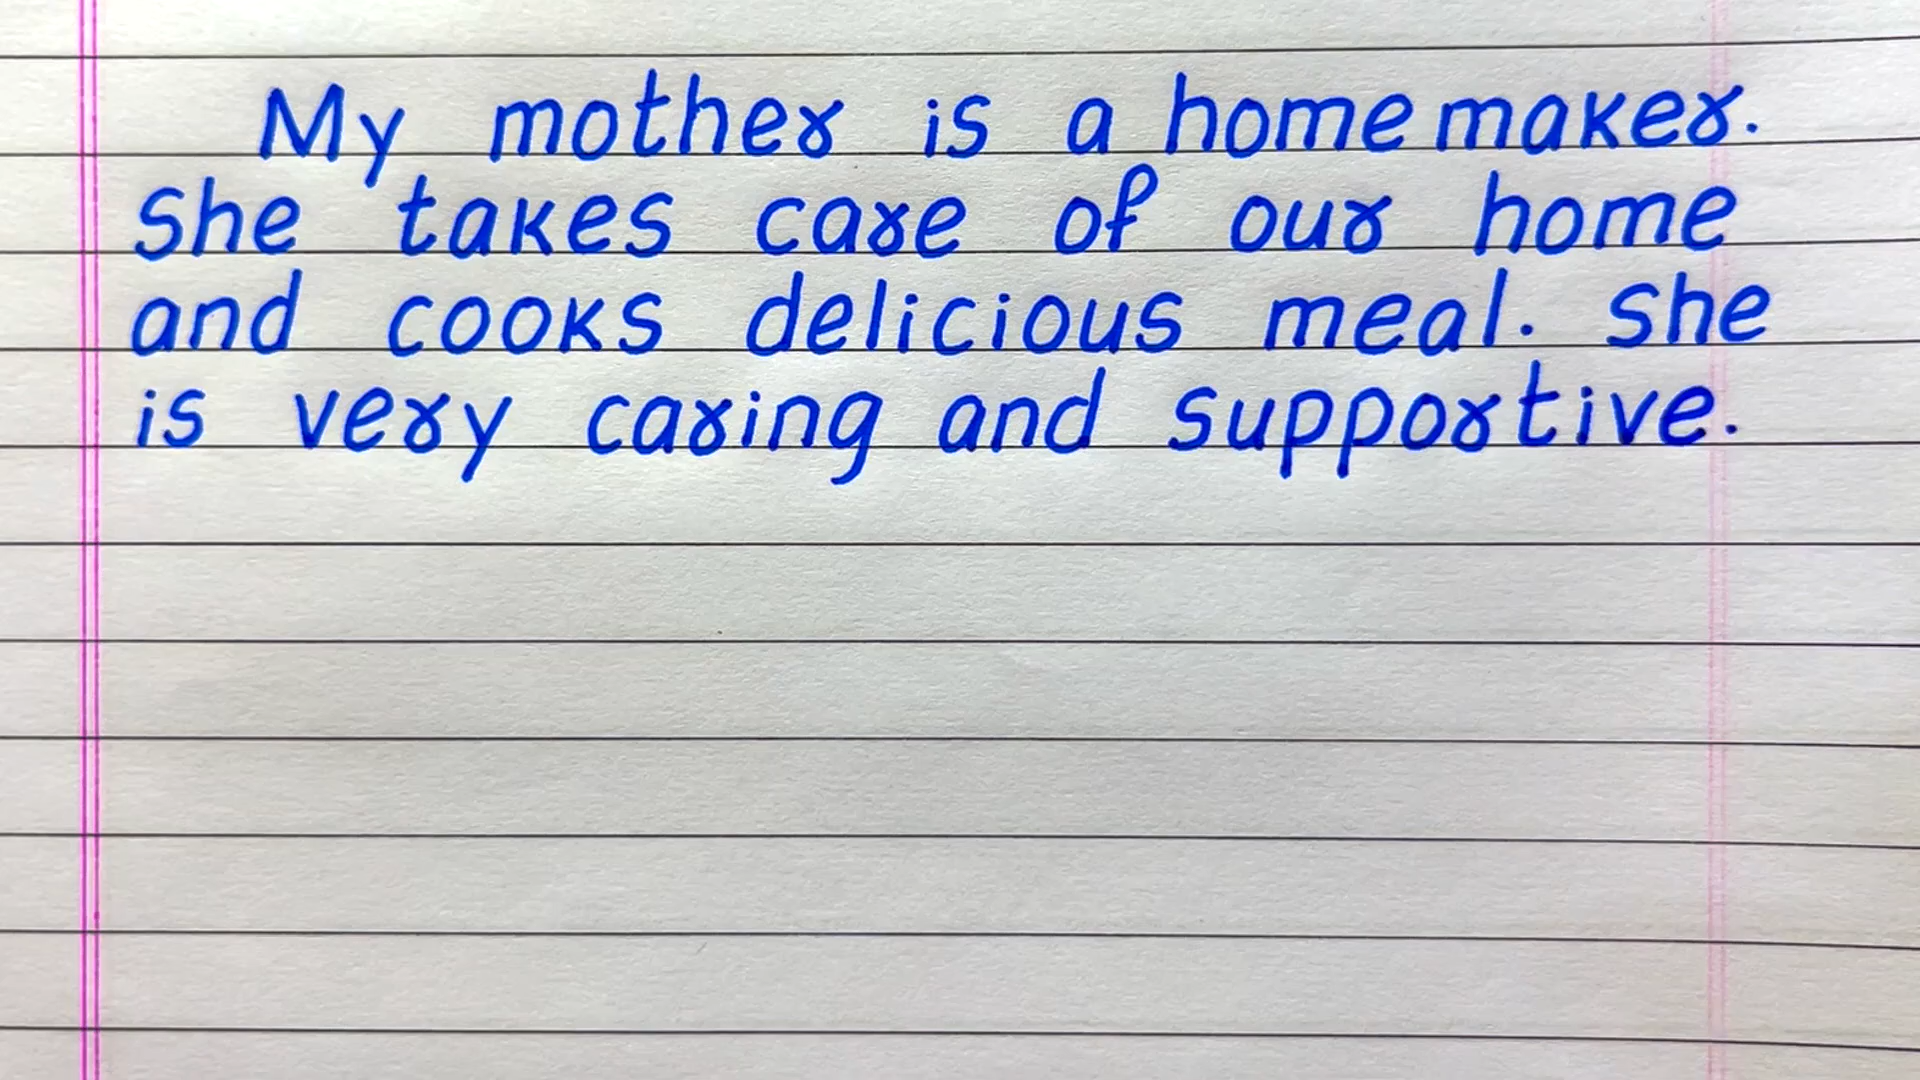 My mother is a homemaker.
She takes care of our home
and cooks delicious meal. She
is very caring and supportive.